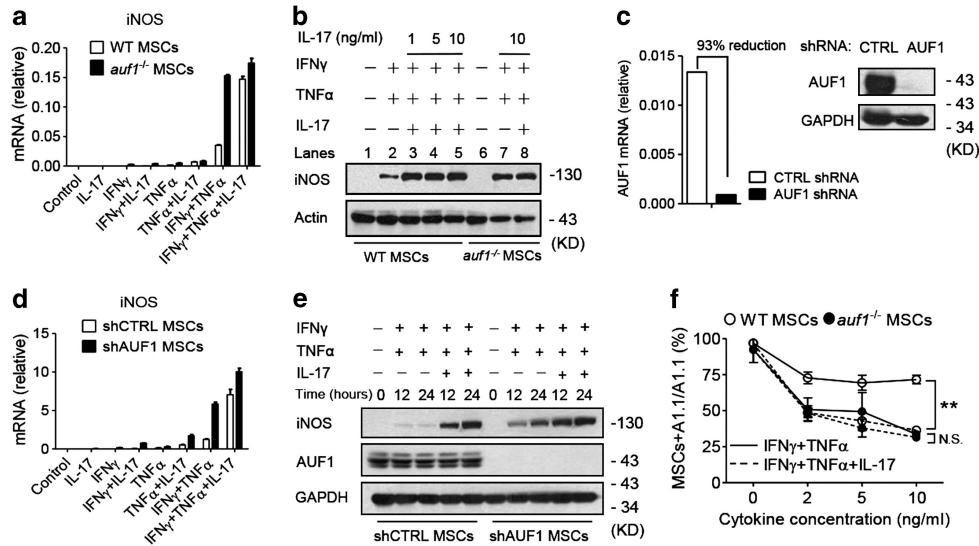 a
iNOS
WT MSCs
auf1-/- MSCs
mRNA (relative)
0.20
0.15
0.10
0.05
0.00
Control
IL-17
IFNγ
IFNγ+IL-17
TNFα
TNFα+IL-17
IFNγ+TNFα
IFNγ+TNFα+IL-17
b
IL-17 (ng/ml) 1 5 10 10
IFNγ − + + + + − + +
TNFα − + + + + − + +
IL-17 − − + + + − − +
Lanes 1 2 3 4 5 6 7 8
iNOS -130
Actin - 43
(KD)
WT MSCs auf1-/- MSCs
c
93% reduction
AUF1 mRNA (relative)
0.015
0.010
0.005
0.000
CTRL shRNA
AUF1 shRNA
shRNA: CTRL AUF1
AUF1 - 43
GAPDH - 43
- 34
(KD)
d
iNOS
shCTRL MSCs
shAUF1 MSCs
mRNA (relative)
15
10
5
0
Control
IL-17
IFNγ
IFNγ+IL-17
TNFα
TNFα+IL-17
IFNγ+TNFα
IFNγ+TNFα+IL-17
e
IFNγ − + + + + − + + + +
TNFα − + + + + − + + + +
IL-17 − − − + + − − − + +
Time (hours) 0 12 24 12 24 0 12 24 12 24
iNOS -130
AUF1 - 43
- 43
GAPDH - 34
(KD)
shCTRL MSCs shAUF1 MSCs
f
WT MSCs auf1-/- MSCs
MSCs+A1.1/A1.1 (%)
100
75
50
25
0
**
N.S.
IFNγ+TNFα
IFNγ+TNFα+IL-17
0 2 5 10
Cytokine concentration (ng/ml)